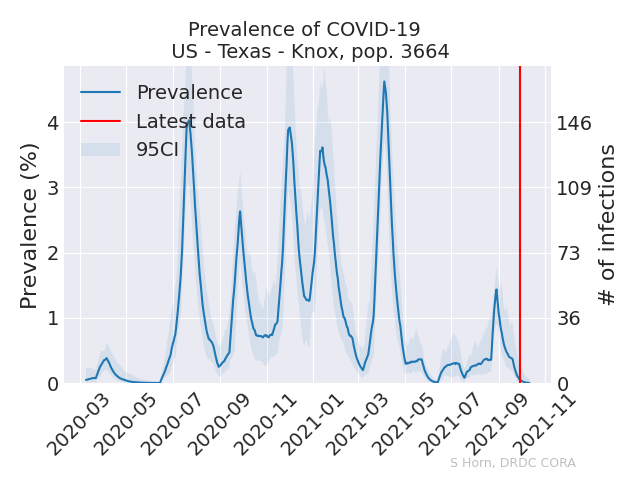 Prevalence of COVID-19
US - Texas - Knox, pop. 3664
Prevalence
Latest data
95CI
Prevalence (%)
4
3
2
1
0
146
109
73
36
0
# of infections
2020-03
2020-05
2020-07
2020-09
2020-11
2021-01
2021-03
2021-05
2021-07
2021-09
2021-11
S Horn, DRDC CORA